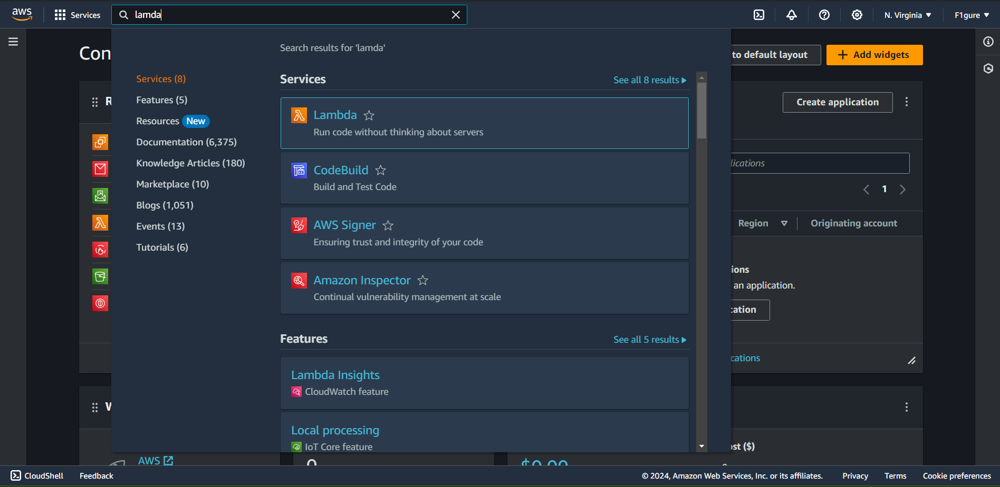 aws
Services
lamda
N. Virginia
F1gure
Con
Search results for 'lamda'
to default layout
Add widgets
Services (8)
Features (5)
Resources New
Documentation (6,375)
Knowledge Articles (180)
Marketplace (10)
Blogs (1,051)
Events (13)
Tutorials (6)
Services
See all 8 results
Lambda
Run code without thinking about servers
CodeBuild
Build and Test Code
AWS Signer
Ensuring trust and integrity of your code
Amazon Inspector
Continual vulnerability management at scale
Features
See all 5 results
Lambda Insights
CloudWatch feature
Local processing
IoT Core feature
R
Create application
lications
1
Region
Originating account
ions
an application.
cation
cations
W
ost ($)
AWS
0
$0.00
CloudShell
Feedback
© 2024, Amazon Web Services, Inc. or its affiliates.
Privacy
Terms
Cookie preferences